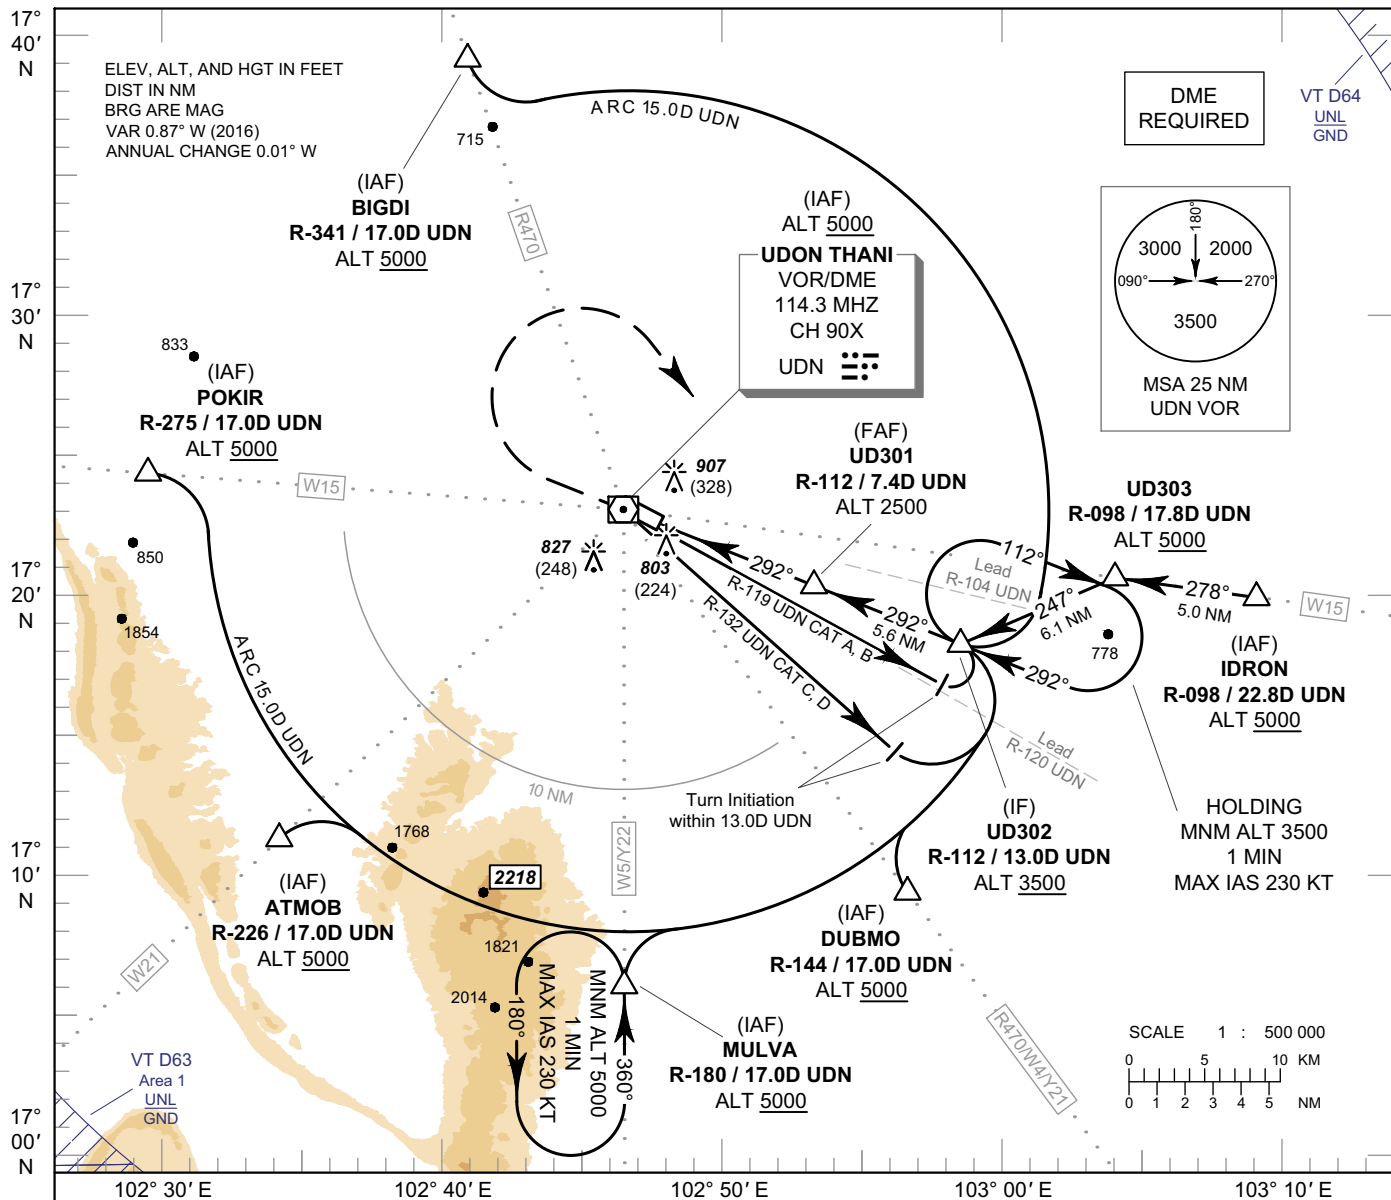 17°
40′
N
ELEV, ALT, AND HGT IN FEET
DIST IN NM
BRG ARE MAG
VAR 0.87° W (2016)
ANNUAL CHANGE 0.01° W
715
(IAF)
BIGDI
R-341 / 17.0D UDN
ALT 5000
R470
ARC 15.0D UDN
DME
REQUIRED
VT D64
UNL
GND
(IAF)
ALT 5000
UDON THANI
VOR/DME
114.3 MHZ
CH 90X
UDN
180°
3000
2000
090°
270°
3500
MSA 25 NM
UDN VOR
17°
30′
N
833
(IAF)
POKIR
R-275 / 17.0D UDN
ALT 5000
W15
907
(328)
827
(248)
803
(224)
(FAF)
UD301
R-112 / 7.4D UDN
ALT 2500
UD303
R-098 / 17.8D UDN
ALT 5000
850
17°
20′
N
1854
292°
292°
5.6 NM
R-119 UDN CAT A, B
R-132 UDN CAT C, D
Lead
R-104 UDN
112°
247°
6.1 NM
278°
5.0 NM
W15
778
292°
(IAF)
IDRON
R-098 / 22.8D UDN
ALT 5000
ARC 15.0D UDN
10 NM
Lead
R-120 UDN
Turn Initiation
within 13.0D UDN
(IF)
UD302
R-112 / 13.0D UDN
ALT 3500
HOLDING
MNM ALT 3500
1 MIN
MAX IAS 230 KT
17°
10′
N
1768
2218
W5/Y22
(IAF)
ATMOB
R-226 / 17.0D UDN
ALT 5000
W21
1821
2014
180°
MAX IAS 230 KT
1 MIN
MNM ALT 5000
360°
(IAF)
DUBMO
R-144 / 17.0D UDN
ALT 5000
(IAF)
MULVA
R-180 / 17.0D UDN
ALT 5000
R470/W4/Y21
SCALE 1 : 500 000
0 5 10 KM
0 1 2 3 4 5 NM
VT D63
Area 1
UNL
GND
17°
00′
N
102° 30′ E
102° 40′ E
102° 50′ E
103° 00′ E
103° 10′ E